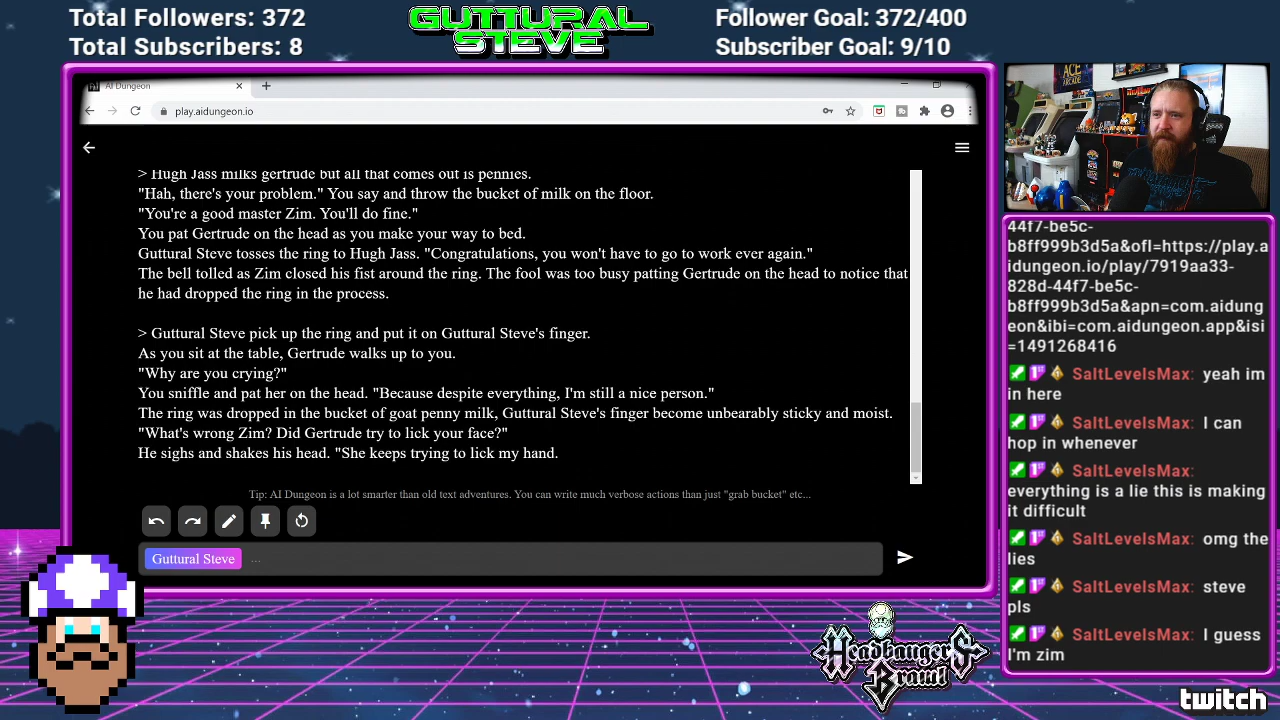 Total Followers: 372
Total Subscribers: 8
GUTTURAL
STEVE
Follower Goal: 372/400
Subscriber Goal: 9/10
AI Dungeon
play.aidungeon.io
> Hugh Jass milks gertrude but all that comes out is pennies.
"Hah, there's your problem." You say and throw the bucket of milk on the floor.
"You're a good master Zim. You'll do fine."
You pat Gertrude on the head as you make your way to bed.
Guttural Steve tosses the ring to Hugh Jass. "Congratulations, you won't have to go to work ever again."
The bell tolled as Zim closed his fist around the ring. The fool was too busy patting Gertrude on the head to notice that
he had dropped the ring in the process.
> Guttural Steve pick up the ring and put it on Guttural Steve's finger.
As you sit at the table, Gertrude walks up to you.
"Why are you crying?"
You sniffle and pat her on the head. "Because despite everything, I'm still a nice person."
The ring was dropped in the bucket of goat penny milk, Guttural Steve's finger become unbearably sticky and moist.
"What's wrong Zim? Did Gertrude try to lick your face?"
He sighs and shakes his head. "She keeps trying to lick my hand.
Tip: AI Dungeon is a lot smarter than old text adventures. You can write much verbose actions than just "grab bucket" etc...
Guttural Steve ...
ACE
ARCADE
44f7-be5c-
b8ff999b3d5a&ofl=https://play.a
idungeon.io/play/7919aa33-
828d-44f7-be5c-
b8ff999b3d5a&apn=com.aidung
eon&ibi=com.aidungeon.app&isi
=1491268416
SaltLevelsMax: yeah im
in here
SaltLevelsMax: I can
hop in whenever
SaltLevelsMax:
everything is a lie this is making
it difficult
SaltLevelsMax: omg the
lies
SaltLevelsMax: steve
pls
SaltLevelsMax: I guess
I'm zim
Headbangers
Brawl
twitch